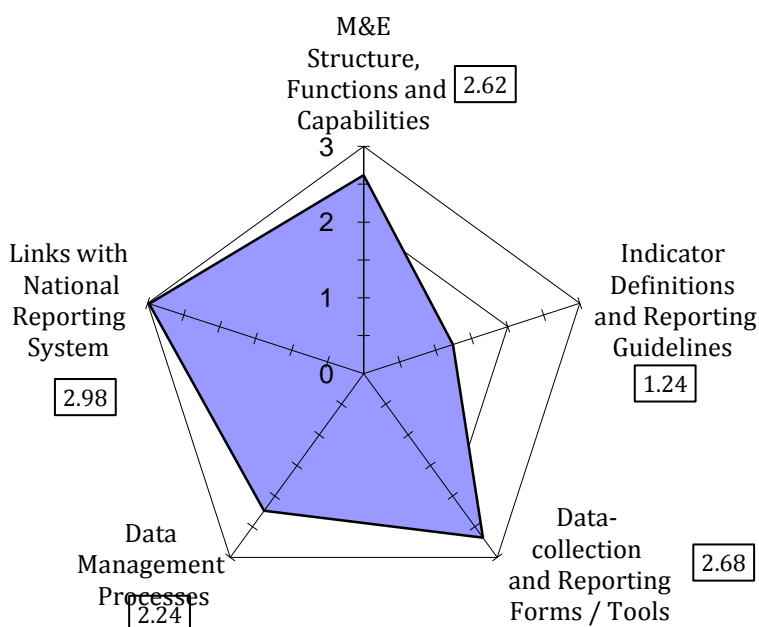 M&E
Structure,
Functions and
Capabilities
2.62
3
2
1
0
Indicator
Definitions
and Reporting
Guidelines
1.24
Links with
National
Reporting
System
2.98
Data
Management
Processes
2.24
Data-
collection
and Reporting
Forms / Tools
2.68